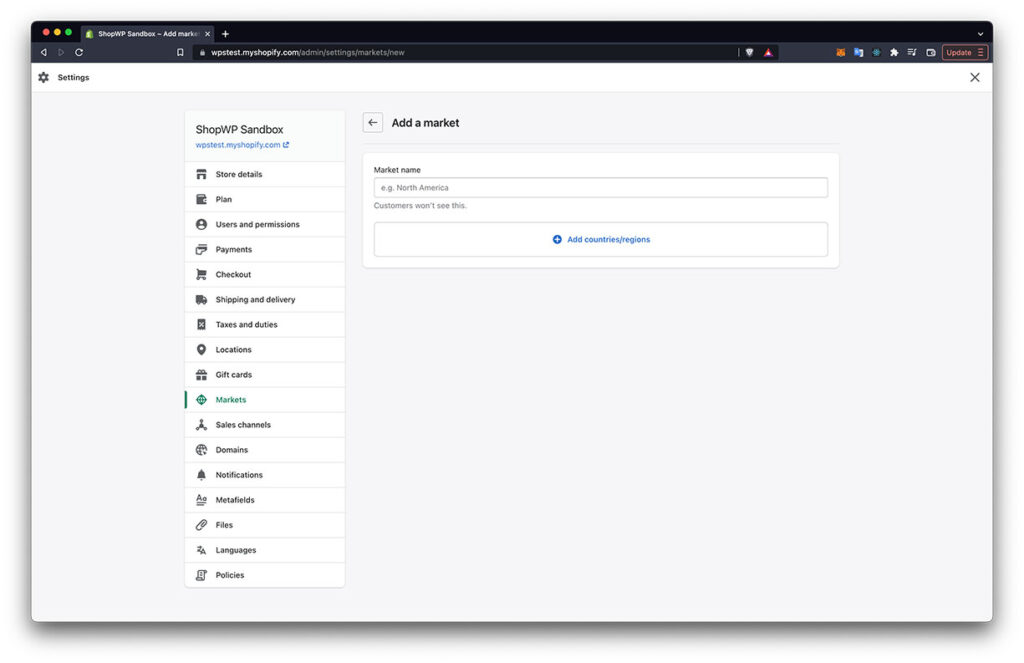 ShopWP Sandbox ~ Add market
wpstest.myshopify.com/admin/settings/markets/new
Update
Settings
ShopWP Sandbox
wpstest.myshopify.com
Store details
Plan
Users and permissions
Payments
Checkout
Shipping and delivery
Taxes and duties
Locations
Gift cards
Markets
Sales channels
Domains
Notifications
Metafields
Files
Languages
Policies
Add a market
Market name
e.g. North America
Customers won't see this.
Add countries/regions